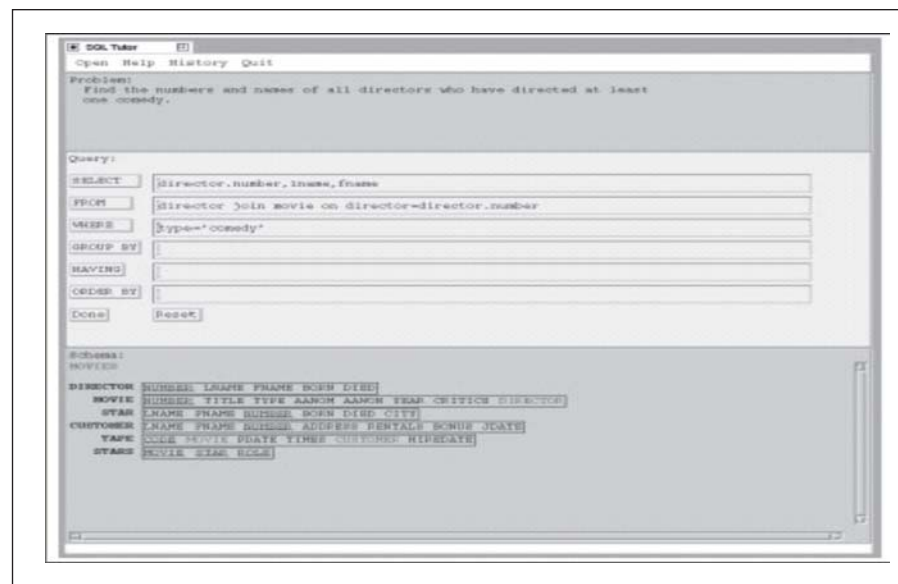 SQL Tutor
Open Help History Quit
Problem:
Find the numbers and names of all directors who have directed at least
one comedy.
Query:
SELECT director.number,lname,fname
FROM director join movie on director=director.number
WHERE type='comedy'
GROUP BY
HAVING
ORDER BY
Done Reset
Schema:
MOVIES
DIRECTOR NUMBER LNAME FNAME BORN DIED
MOVIE NUMBER TITLE TYPE AANOM AAWON YEAR CRITICS DIRECTOR
STAR LNAME FNAME NUMBER BORN DIED CITY
CUSTOMER LNAME FNAME NUMBER ADDRESS RENTALS BONUS JDATE
TAPE CODE MOVIE PDATE TIMES CUSTOMER HIREDATE
STARS MOVIE STAR ROLE